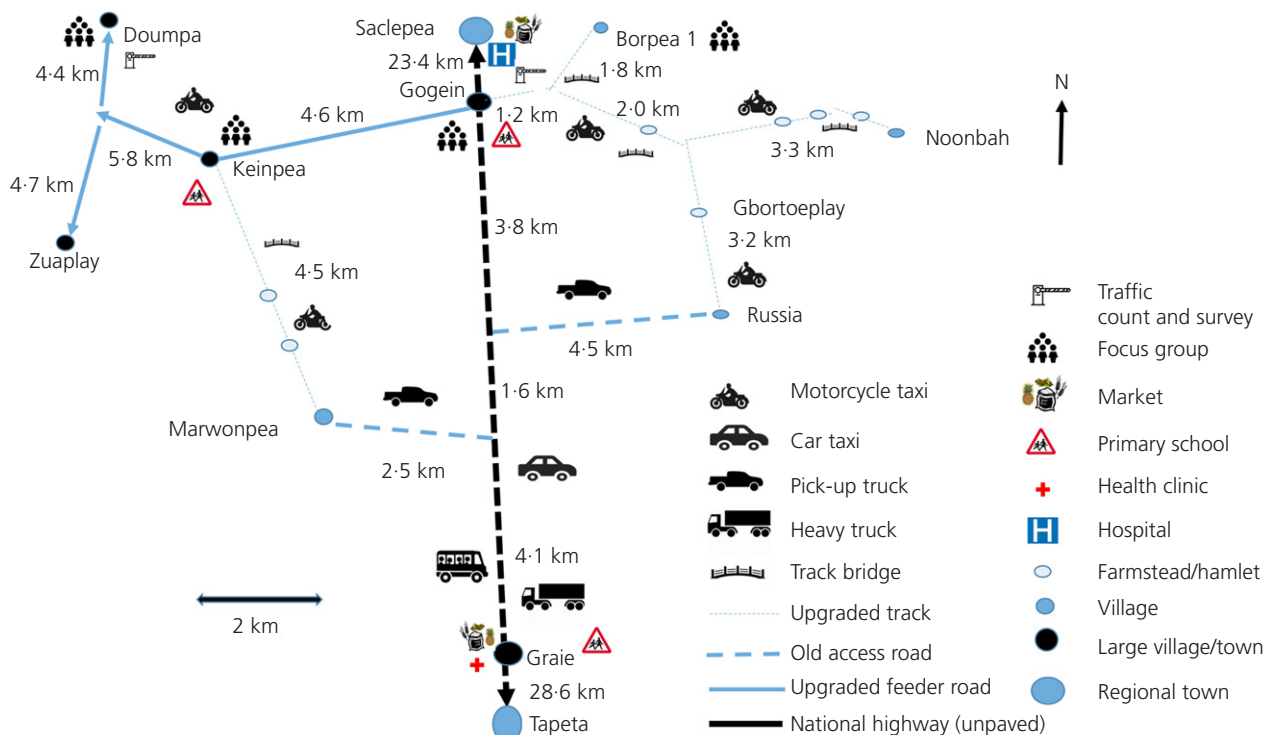 Doumpa
4·4 km
5·8 km
4·7 km
Zuaplay
Keinpea
4·6 km
4·5 km
Marwonpea
2·5 km
Saclepea
H
23·4 km
Gogein
1·2 km
Borpea 1
1·8 km
2·0 km
Noonbah
3·3 km
Gbortoeplay
3·2 km
Russia
3·8 km
4·5 km
1·6 km
4·1 km
Graie
28·6 km
Tapeta
2 km
N
Motorcycle taxi
Car taxi
Pick-up truck
Heavy truck
Track bridge
Upgraded track
Old access road
Upgraded feeder road
National highway (unpaved)
Traffic
count and survey
Focus group
Market
Primary school
Health clinic
H
Hospital
Farmstead/hamlet
Village
Large village/town
Regional town